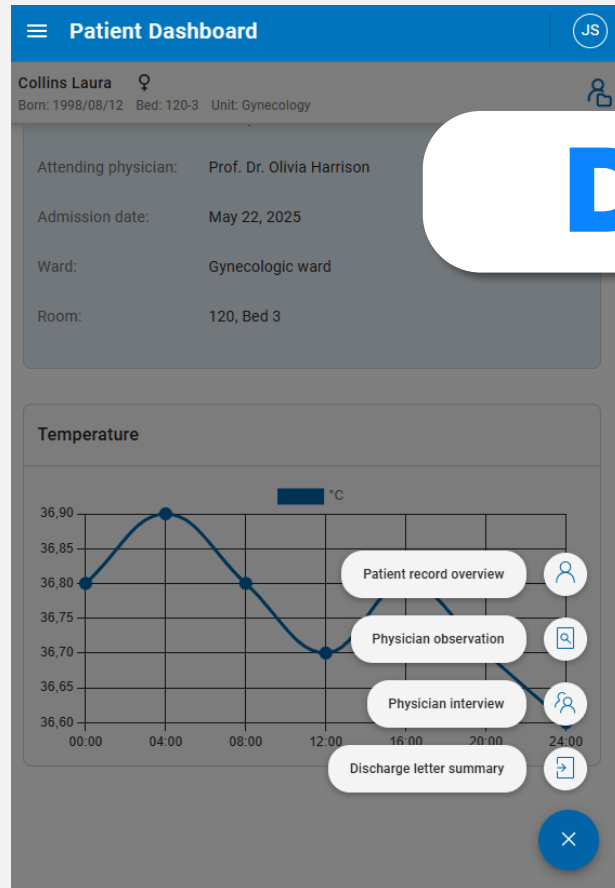 Patient Dashboard
JS
Collins Laura
Born: 1998/08/12 Bed: 120-3 Unit: Gynecology
D
Attending physician: Prof. Dr. Olivia Harrison
Admission date: May 22, 2025
Ward: Gynecologic ward
Room: 120, Bed 3
Temperature
°C
36,90
36,85
36,80
36,75
36,70
36,65
36,60
00:00 04:00 08:00 12:00 16:00 20:00 24:00
Patient record overview
Physician observation
Physician interview
Discharge letter summary